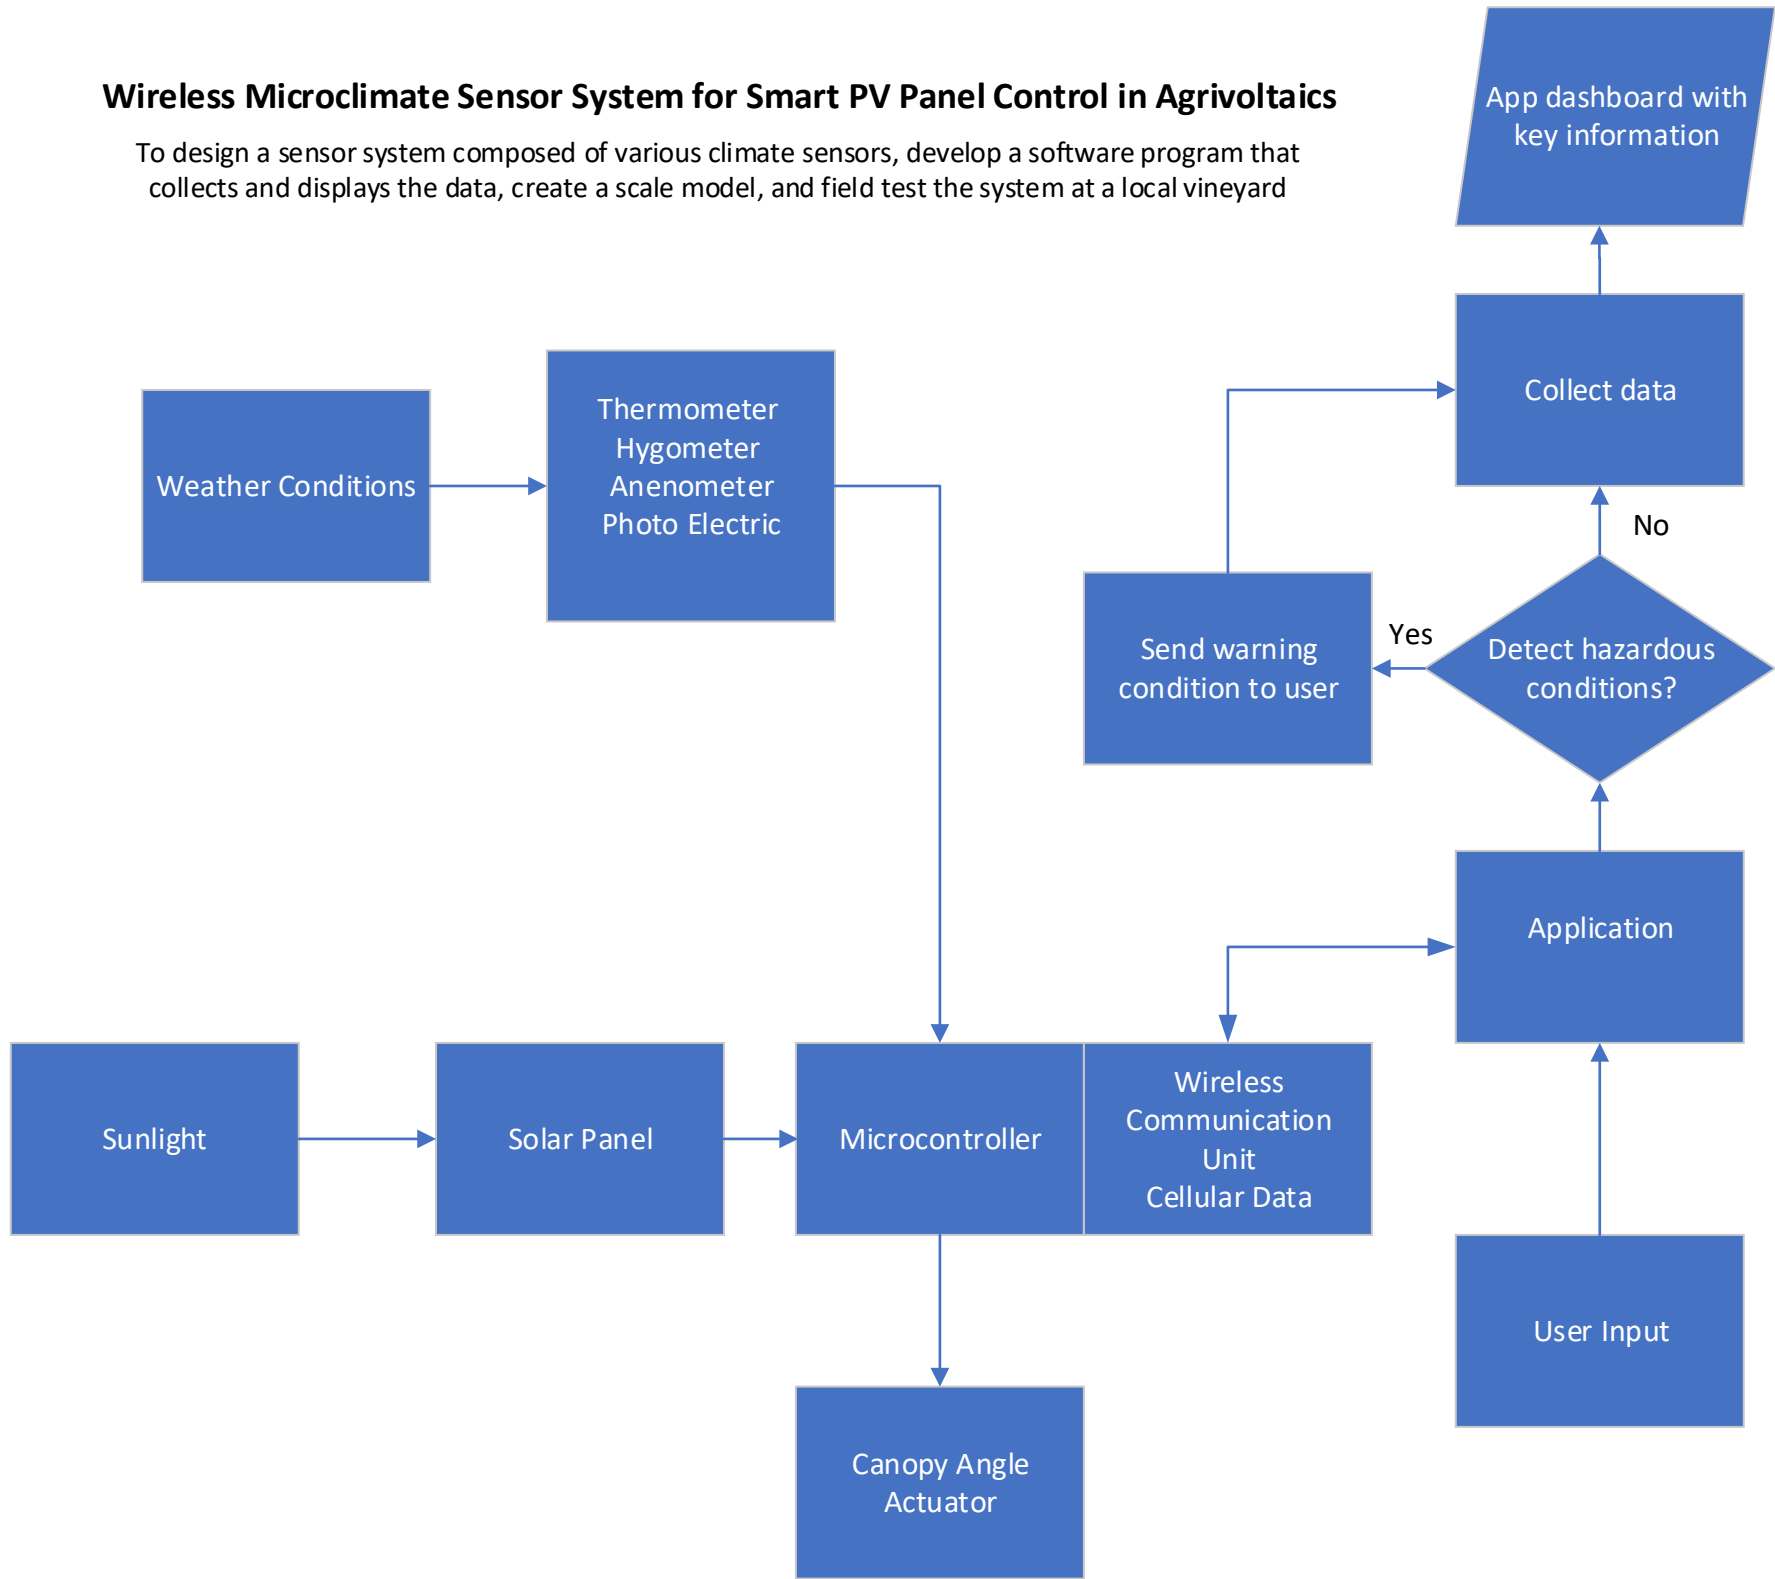 Wireless Microclimate Sensor System for Smart PV Panel Control in Agrivoltaics
To design a sensor system composed of various climate sensors, develop a software program that
collects and displays the data, create a scale model, and field test the system at a local vineyard
App dashboard with
key information
Collect data
No
Thermometer
Hygometer
Anenometer
Photo Electric
Weather Conditions
Yes
Send warning
condition to user
Detect hazardous
conditions?
Application
Sunlight
Solar Panel
Microcontroller
Wireless
Communication
Unit
Cellular Data
User Input
Canopy Angle
Actuator